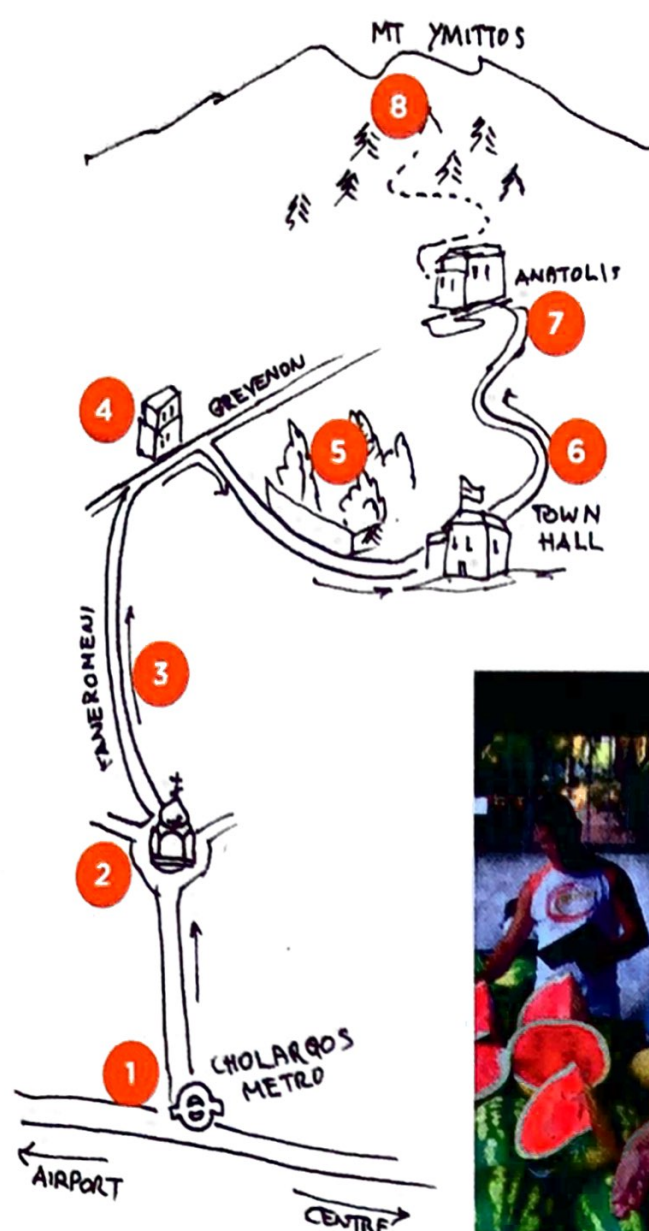 MT YMITTOS
8
ANATOLIS
7
GREVENON
4
5
6
TOWN
HALL
FANEROMENI
3
2
1
CHOLARGOS
METRO
AIRPORT
CENTRE